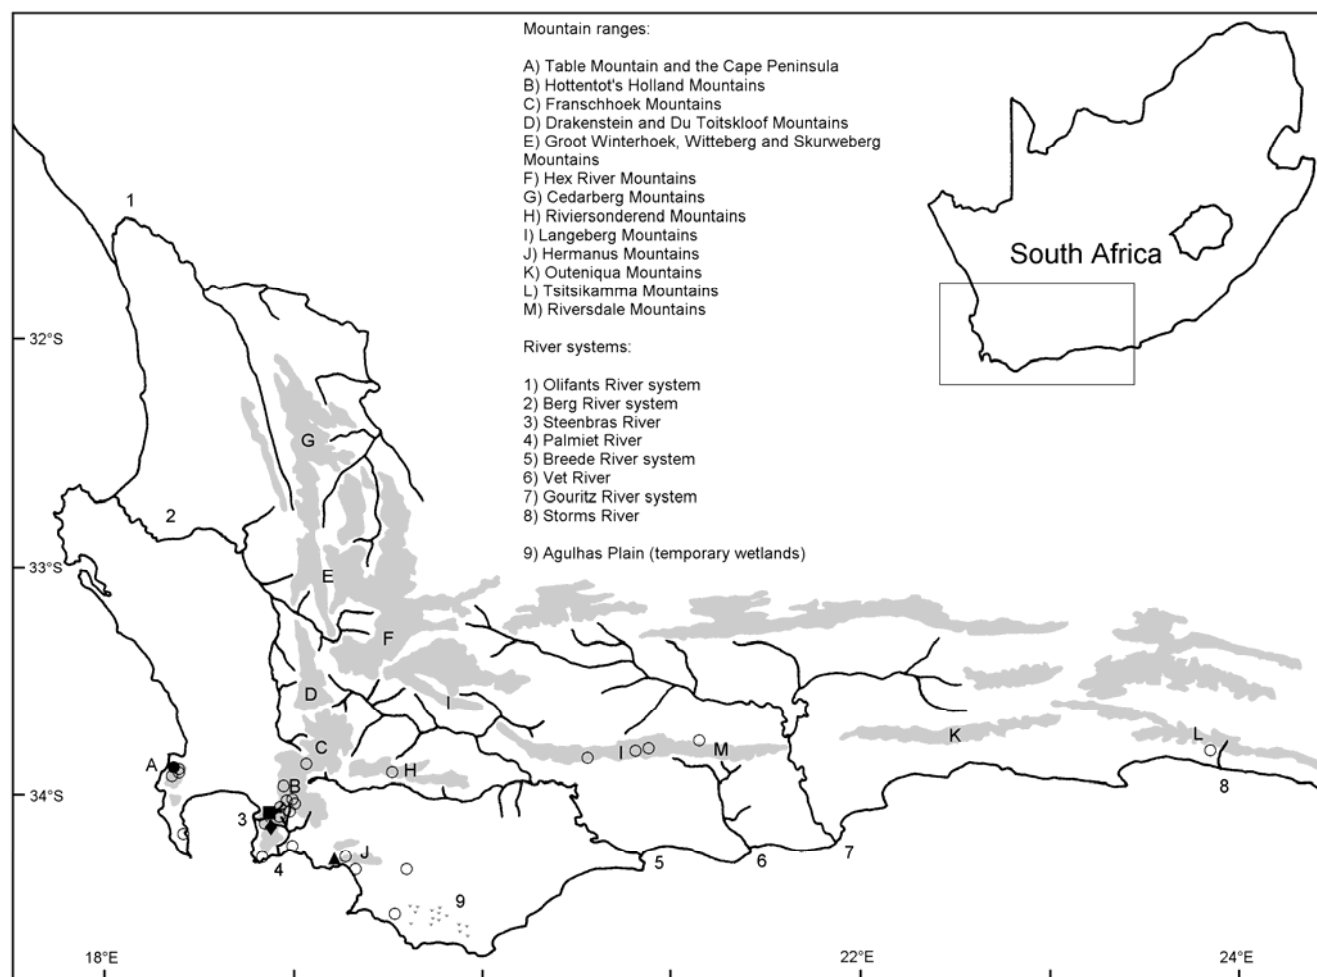 Mountain ranges:
A) Table Mountain and the Cape Peninsula
B) Hottentot's Holland Mountains
C) Franschhoek Mountains
D) Drakenstein and Du Toitskloof Mountains
E) Groot Winterhoek, Witteberg and Skurweberg
Mountains
F) Hex River Mountains
G) Cedarberg Mountains
H) Riviersonderend Mountains
I) Langeberg Mountains
J) Hermanus Mountains
K) Outeniqua Mountains
L) Tsitsikamma Mountains
M) Riversdale Mountains
River systems:
1) Olifants River system
2) Berg River system
3) Steenbras River
4) Palmiet River
5) Breede River system
6) Vet River
7) Gouritz River system
8) Storms River
9) Agulhas Plain (temporary wetlands)
South Africa
1
32°S
G
2
33°S
E
F
D
I
C
I
M
K
L
A
H
B
34°S
3
J
4
J
5
6
7
8
9
18°E
22°E
24°E